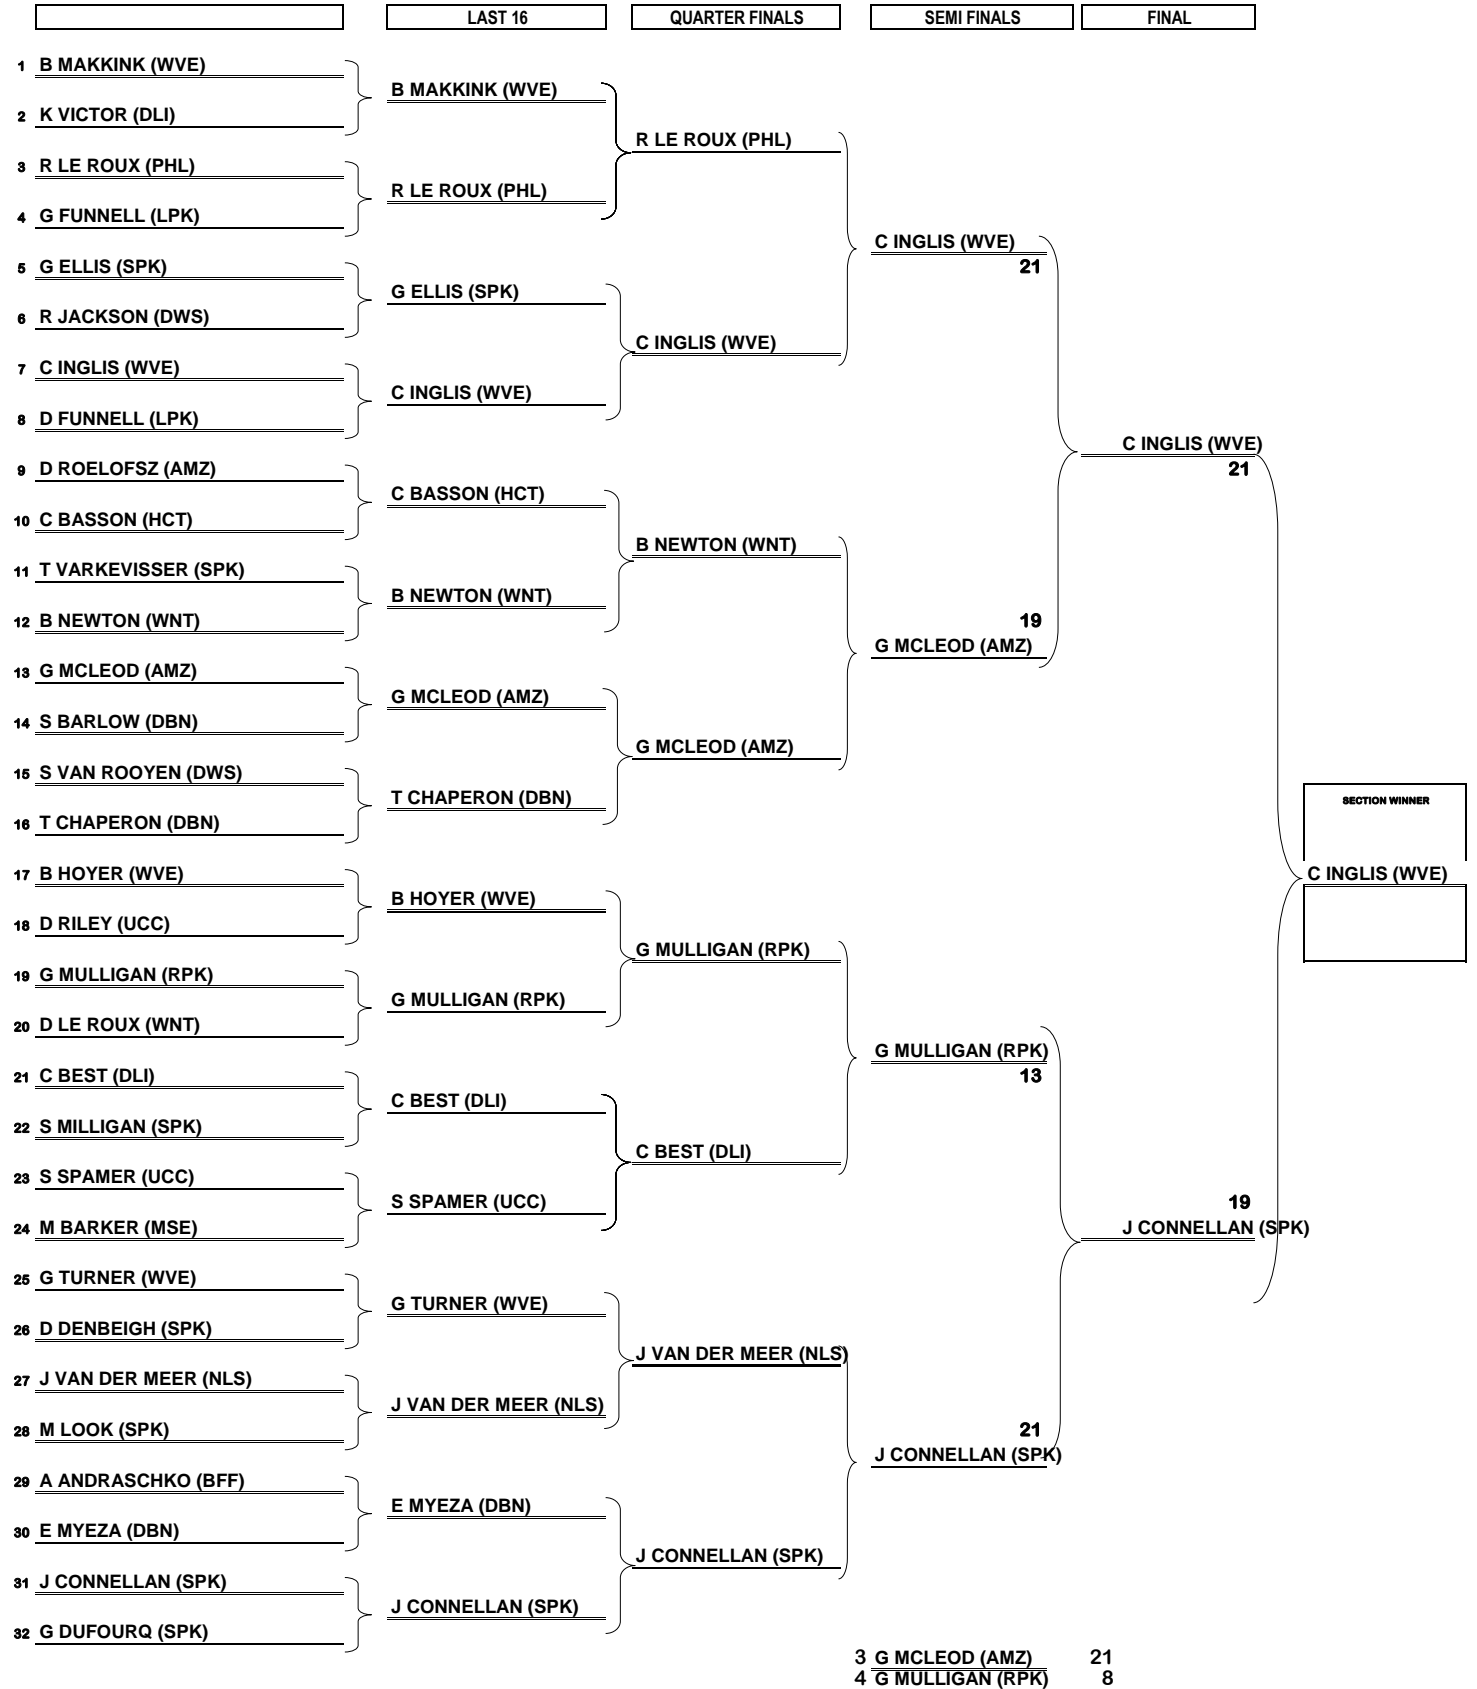 LAST 16
QUARTER FINALS
SEMI FINALS
FINAL
1 B MAKKINK (WVE)
2 K VICTOR (DLI)
3 R LE ROUX (PHL)
4 G FUNNELL (LPK)
5 G ELLIS (SPK)
6 R JACKSON (DWS)
7 C INGLIS (WVE)
8 D FUNNELL (LPK)
9 D ROELOFSZ (AMZ)
10 C BASSON (HCT)
11 T VARKEVISSER (SPK)
12 B NEWTON (WNT)
13 G MCLEOD (AMZ)
14 S BARLOW (DBN)
15 S VAN ROOYEN (DWS)
16 T CHAPERON (DBN)
17 B HOYER (WVE)
18 D RILEY (UCC)
19 G MULLIGAN (RPK)
20 D LE ROUX (WNT)
21 C BEST (DLI)
22 S MILLIGAN (SPK)
23 S SPAMER (UCC)
24 M BARKER (MSE)
25 G TURNER (WVE)
26 D DENBEIGH (SPK)
27 J VAN DER MEER (NLS)
28 M LOOK (SPK)
29 A ANDRASCHKO (BFF)
30 E MYEZA (DBN)
31 J CONNELLAN (SPK)
32 G DUFOURQ (SPK)
B MAKKINK (WVE)
R LE ROUX (PHL)
G ELLIS (SPK)
C INGLIS (WVE)
C BASSON (HCT)
B NEWTON (WNT)
G MCLEOD (AMZ)
T CHAPERON (DBN)
B HOYER (WVE)
G MULLIGAN (RPK)
C BEST (DLI)
S SPAMER (UCC)
G TURNER (WVE)
J VAN DER MEER (NLS)
E MYEZA (DBN)
J CONNELLAN (SPK)
R LE ROUX (PHL)
C INGLIS (WVE)
B NEWTON (WNT)
G MCLEOD (AMZ)
G MULLIGAN (RPK)
C BEST (DLI)
J VAN DER MEER (NLS)
J CONNELLAN (SPK)
C INGLIS (WVE)
21
19
G MCLEOD (AMZ)
G MULLIGAN (RPK)
13
21
J CONNELLAN (SPK)
C INGLIS (WVE)
21
19
J CONNELLAN (SPK)
SECTION WINNER
C INGLIS (WVE)
3 G MCLEOD (AMZ) 21
4 G MULLIGAN (RPK) 8